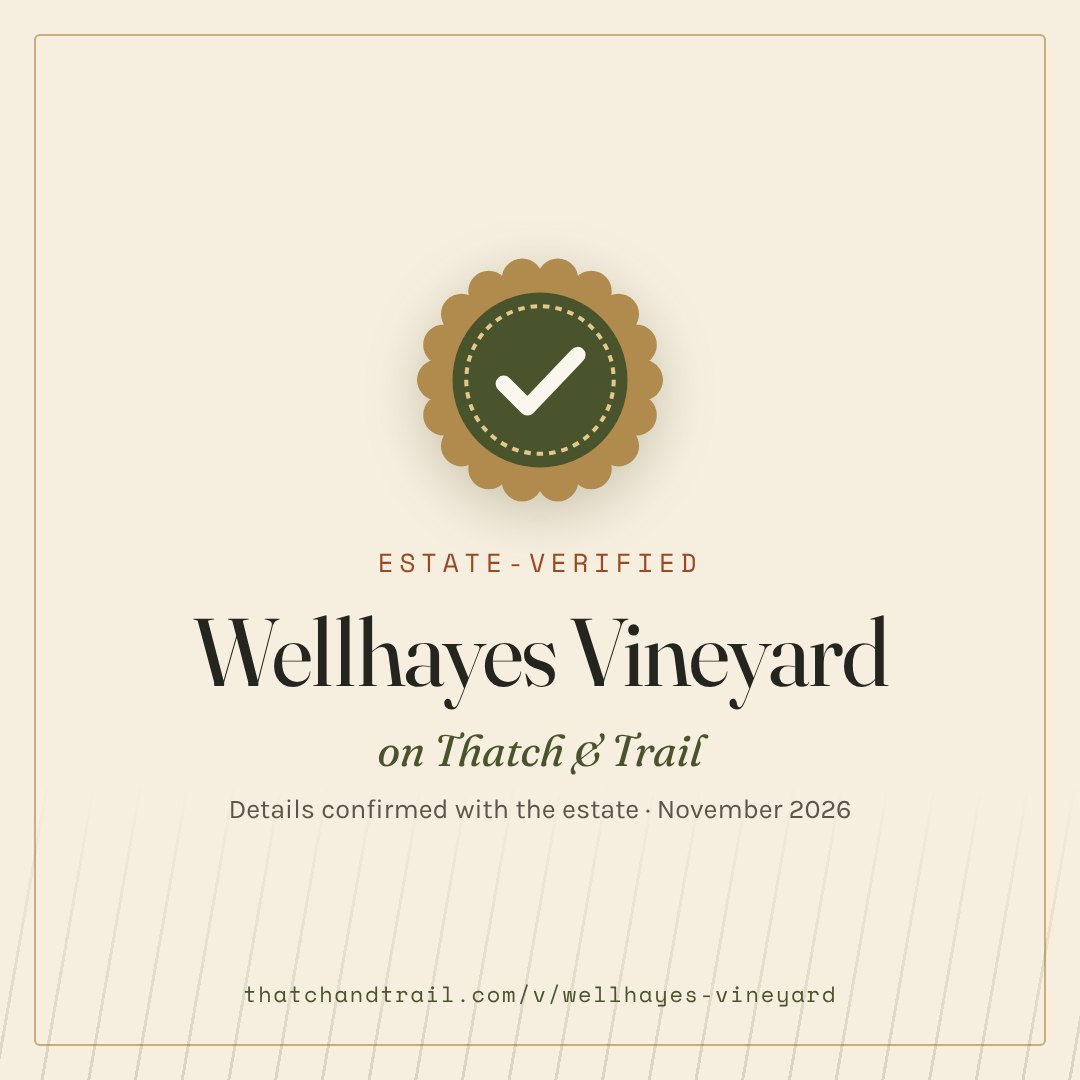 ESTATE-VERIFIED
Wellhayes Vineyard
on Thatch & Trail
Details confirmed with the estate · November 2026
thatchandtrail.com/v/wellhayes-vineyard